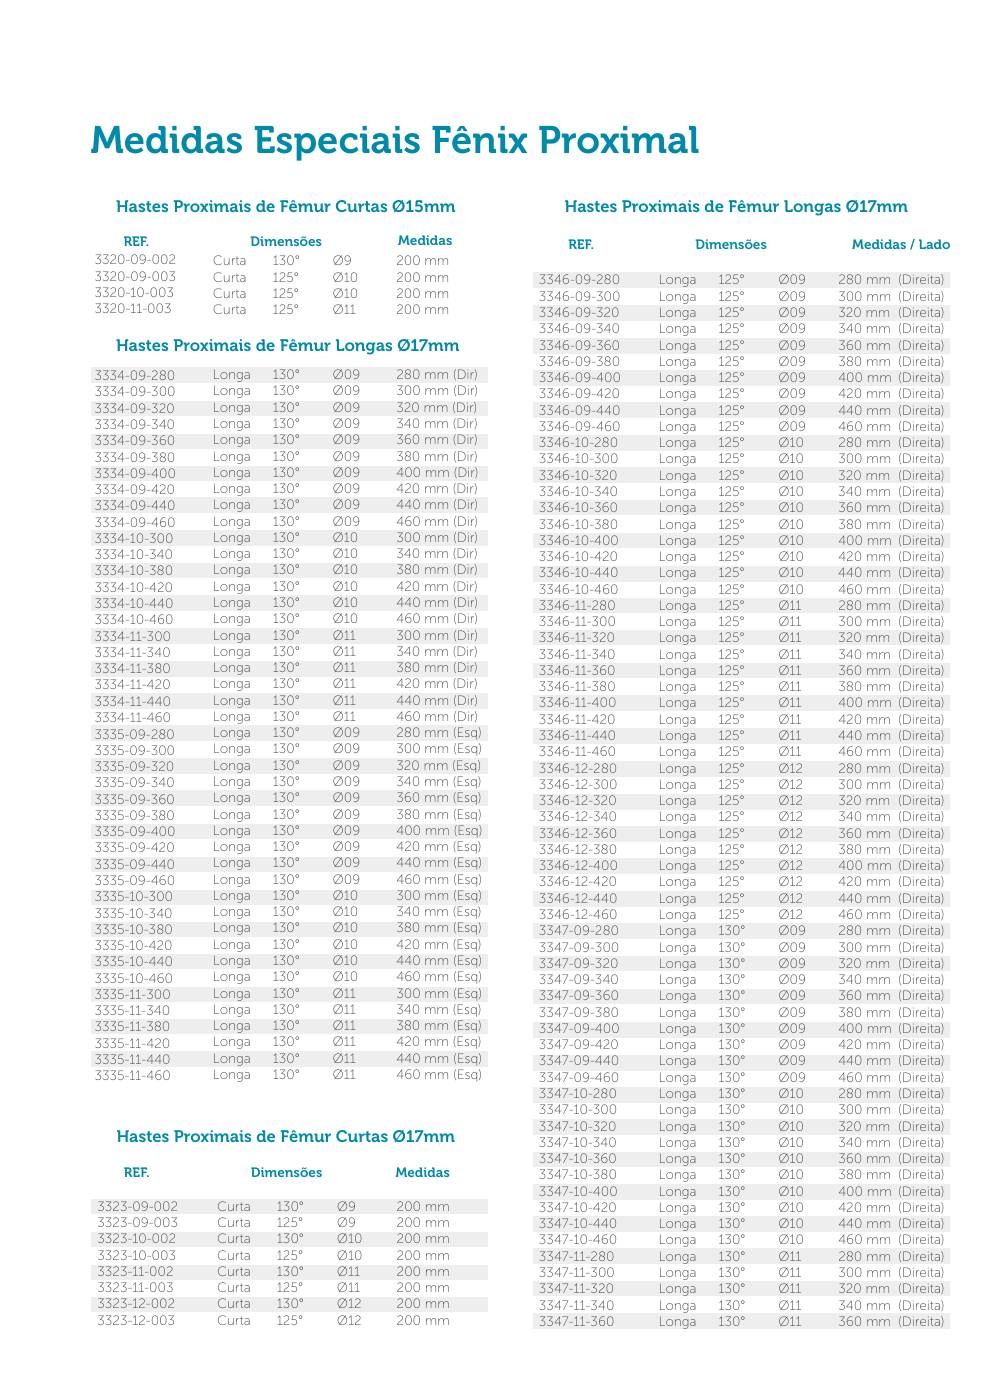 Medidas Especiais Fênix Proximal
Hastes Proximais de Fêmur Curtas Ø15mm
REF. Dimensões Medidas
3320-09-002 Curta 130° Ø9 200 mm
3320-09-003 Curta 125° Ø10 200 mm
3320-10-003 Curta 125° Ø10 200 mm
3320-11-003 Curta 125° Ø11 200 mm
Hastes Proximais de Fêmur Longas Ø17mm
3334-09-280 Longa 130° Ø09 280 mm (Dir)
3334-09-300 Longa 130° Ø09 300 mm (Dir)
3334-09-320 Longa 130° Ø09 320 mm (Dir)
3334-09-340 Longa 130° Ø09 340 mm (Dir)
3334-09-360 Longa 130° Ø09 360 mm (Dir)
3334-09-380 Longa 130° Ø09 380 mm (Dir)
3334-09-400 Longa 130° Ø09 400 mm (Dir)
3334-09-420 Longa 130° Ø09 420 mm (Dir)
3334-09-440 Longa 130° Ø09 440 mm (Dir)
3334-09-460 Longa 130° Ø09 460 mm (Dir)
3334-10-300 Longa 130° Ø10 300 mm (Dir)
3334-10-340 Longa 130° Ø10 340 mm (Dir)
3334-10-380 Longa 130° Ø10 380 mm (Dir)
3334-10-420 Longa 130° Ø10 420 mm (Dir)
3334-10-440 Longa 130° Ø10 440 mm (Dir)
3334-10-460 Longa 130° Ø10 460 mm (Dir)
3334-11-300 Longa 130° Ø11 300 mm (Dir)
3334-11-340 Longa 130° Ø11 340 mm (Dir)
3334-11-380 Longa 130° Ø11 380 mm (Dir)
3334-11-420 Longa 130° Ø11 420 mm (Dir)
3334-11-440 Longa 130° Ø11 440 mm (Dir)
3334-11-460 Longa 130° Ø11 460 mm (Dir)
3335-09-280 Longa 130° Ø09 280 mm (Esq)
3335-09-300 Longa 130° Ø09 300 mm (Esq)
3335-09-320 Longa 130° Ø09 320 mm (Esq)
3335-09-340 Longa 130° Ø09 340 mm (Esq)
3335-09-360 Longa 130° Ø09 360 mm (Esq)
3335-09-380 Longa 130° Ø09 380 mm (Esq)
3335-09-400 Longa 130° Ø09 400 mm (Esq)
3335-09-420 Longa 130° Ø09 420 mm (Esq)
3335-09-440 Longa 130° Ø09 440 mm (Esq)
3335-09-460 Longa 130° Ø09 460 mm (Esq)
3335-10-300 Longa 130° Ø10 300 mm (Esq)
3335-10-340 Longa 130° Ø10 340 mm (Esq)
3335-10-380 Longa 130° Ø10 380 mm (Esq)
3335-10-420 Longa 130° Ø10 420 mm (Esq)
3335-10-440 Longa 130° Ø10 440 mm (Esq)
3335-10-460 Longa 130° Ø10 460 mm (Esq)
3335-11-300 Longa 130° Ø11 300 mm (Esq)
3335-11-340 Longa 130° Ø11 340 mm (Esq)
3335-11-380 Longa 130° Ø11 380 mm (Esq)
3335-11-420 Longa 130° Ø11 420 mm (Esq)
3335-11-440 Longa 130° Ø11 440 mm (Esq)
3335-11-460 Longa 130° Ø11 460 mm (Esq)
Hastes Proximais de Fêmur Curtas Ø17mm
REF. Dimensões Medidas
3323-09-002 Curta 130° Ø9 200 mm
3323-09-003 Curta 125° Ø9 200 mm
3323-10-002 Curta 130° Ø10 200 mm
3323-10-003 Curta 125° Ø10 200 mm
3323-11-002 Curta 130° Ø11 200 mm
3323-11-003 Curta 125° Ø11 200 mm
3323-12-002 Curta 130° Ø12 200 mm
3323-12-003 Curta 125° Ø12 200 mm
Hastes Proximais de Fêmur Longas Ø17mm
REF. Dimensões Medidas / Lado
3346-09-280 Longa 125° Ø09 280 mm (Direita)
3346-09-300 Longa 125° Ø09 300 mm (Direita)
3346-09-320 Longa 125° Ø09 320 mm (Direita)
3346-09-340 Longa 125° Ø09 340 mm (Direita)
3346-09-360 Longa 125° Ø09 360 mm (Direita)
3346-09-380 Longa 125° Ø09 380 mm (Direita)
3346-09-400 Longa 125° Ø09 400 mm (Direita)
3346-09-420 Longa 125° Ø09 420 mm (Direita)
3346-09-440 Longa 125° Ø09 440 mm (Direita)
3346-09-460 Longa 125° Ø09 460 mm (Direita)
3346-10-280 Longa 125° Ø10 280 mm (Direita)
3346-10-300 Longa 125° Ø10 300 mm (Direita)
3346-10-320 Longa 125° Ø10 320 mm (Direita)
3346-10-340 Longa 125° Ø10 340 mm (Direita)
3346-10-360 Longa 125° Ø10 360 mm (Direita)
3346-10-380 Longa 125° Ø10 380 mm (Direita)
3346-10-400 Longa 125° Ø10 400 mm (Direita)
3346-10-420 Longa 125° Ø10 420 mm (Direita)
3346-10-440 Longa 125° Ø10 440 mm (Direita)
3346-10-460 Longa 125° Ø10 460 mm (Direita)
3346-11-280 Longa 125° Ø11 280 mm (Direita)
3346-11-300 Longa 125° Ø11 300 mm (Direita)
3346-11-320 Longa 125° Ø11 320 mm (Direita)
3346-11-340 Longa 125° Ø11 340 mm (Direita)
3346-11-360 Longa 125° Ø11 360 mm (Direita)
3346-11-380 Longa 125° Ø11 380 mm (Direita)
3346-11-400 Longa 125° Ø11 400 mm (Direita)
3346-11-420 Longa 125° Ø11 420 mm (Direita)
3346-11-440 Longa 125° Ø11 440 mm (Direita)
3346-11-460 Longa 125° Ø11 460 mm (Direita)
3346-12-280 Longa 125° Ø12 280 mm (Direita)
3346-12-300 Longa 125° Ø12 300 mm (Direita)
3346-12-320 Longa 125° Ø12 320 mm (Direita)
3346-12-340 Longa 125° Ø12 340 mm (Direita)
3346-12-360 Longa 125° Ø12 360 mm (Direita)
3346-12-380 Longa 125° Ø12 380 mm (Direita)
3346-12-400 Longa 125° Ø12 400 mm (Direita)
3346-12-420 Longa 125° Ø12 420 mm (Direita)
3346-12-440 Longa 125° Ø12 440 mm (Direita)
3346-12-460 Longa 125° Ø12 460 mm (Direita)
3347-09-280 Longa 130° Ø09 280 mm (Direita)
3347-09-300 Longa 130° Ø09 300 mm (Direita)
3347-09-320 Longa 130° Ø09 320 mm (Direita)
3347-09-340 Longa 130° Ø09 340 mm (Direita)
3347-09-360 Longa 130° Ø09 360 mm (Direita)
3347-09-380 Longa 130° Ø09 380 mm (Direita)
3347-09-400 Longa 130° Ø09 400 mm (Direita)
3347-09-420 Longa 130° Ø09 420 mm (Direita)
3347-09-440 Longa 130° Ø09 440 mm (Direita)
3347-09-460 Longa 130° Ø09 460 mm (Direita)
3347-10-280 Longa 130° Ø10 280 mm (Direita)
3347-10-300 Longa 130° Ø10 300 mm (Direita)
3347-10-320 Longa 130° Ø10 320 mm (Direita)
3347-10-340 Longa 130° Ø10 340 mm (Direita)
3347-10-360 Longa 130° Ø10 360 mm (Direita)
3347-10-380 Longa 130° Ø10 380 mm (Direita)
3347-10-400 Longa 130° Ø10 400 mm (Direita)
3347-10-420 Longa 130° Ø10 420 mm (Direita)
3347-10-440 Longa 130° Ø10 440 mm (Direita)
3347-10-460 Longa 130° Ø10 460 mm (Direita)
3347-11-280 Longa 130° Ø11 280 mm (Direita)
3347-11-300 Longa 130° Ø11 300 mm (Direita)
3347-11-320 Longa 130° Ø11 320 mm (Direita)
3347-11-340 Longa 130° Ø11 340 mm (Direita)
3347-11-360 Longa 130° Ø11 360 mm (Direita)